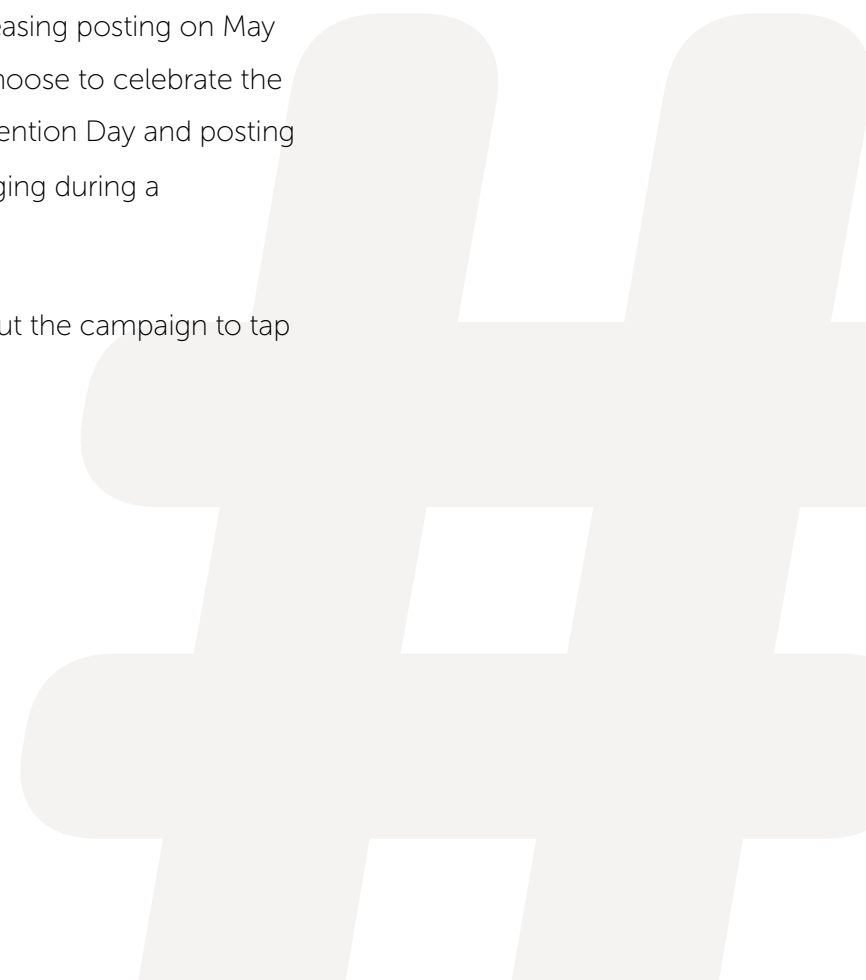 easing posting on May
hoose to celebrate the
ention Day and posting
ging during a
ut the campaign to tap
#